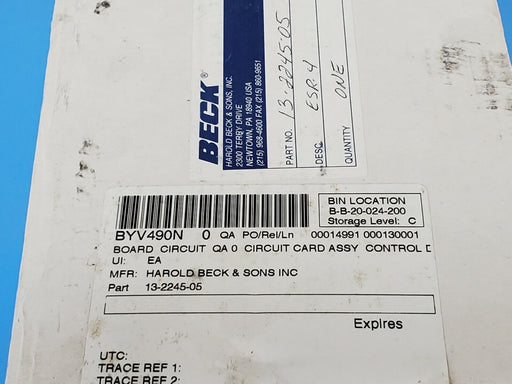 BECK®
HAROLD BECK & SONS, INC.
2300 TERRY DRIVE
NEWTOWN, PA 18940 USA
(215) 968-4600 FAX (215) 860-9651
PART NO. 13-2245-05
DESC. ESR-4
QUANTITY ONE
BIN LOCATION
B-B-20-024-200
Storage Level: C
BYV490N 0 QA PO/Rel/Ln 00014991 000130001
BOARD CIRCUIT QA 0 CIRCUIT CARD ASSY CONTROL
UI: EA
MFR: HAROLD BECK & SONS INC
Part 13-2245-05
Expires
UTC:
TRACE REF 1:
TRACE REF 2: